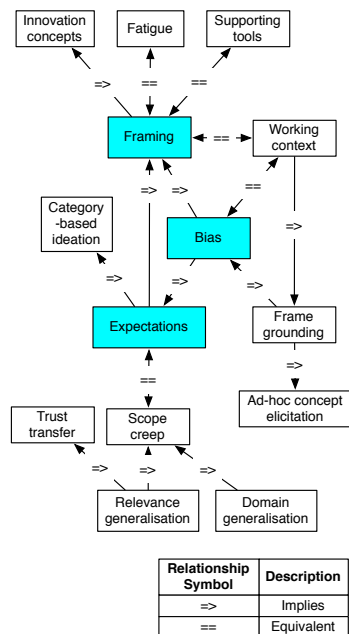 Innovation
concepts
Fatigue
Supporting
tools
=>
==
==
Framing
==
Working
context
=>
=>
==
Category
-based
ideation
Bias
=>
=>
=>
=>
Expectations
Frame
grounding
==
=>
Ad-hoc concept
elicitation
Trust
transfer
Scope
creep
=>
=>
=>
Relevance
generalisation
Domain
generalisation
Relationship
Symbol
Description
=>
Implies
==
Equivalent